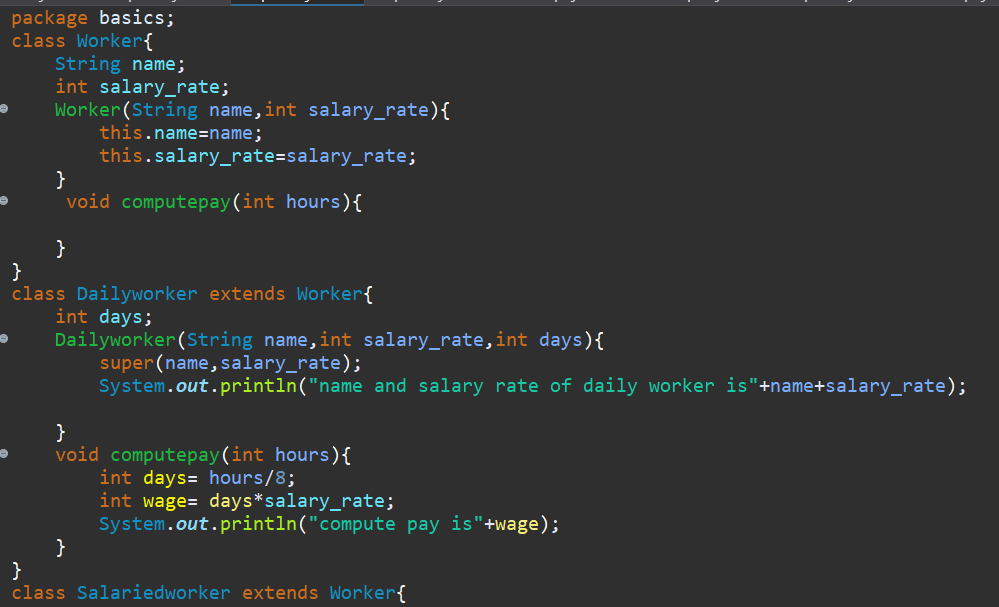 package basics;
class Worker{
    String name;
    int salary_rate;
    Worker(String name,int salary_rate){
        this.name=name;
        this.salary_rate=salary_rate;
    }
     void computepay(int hours){

    }
}
class Dailyworker extends Worker{
    int days;
    Dailyworker(String name,int salary_rate,int days){
        super(name,salary_rate);
        System.out.println("name and salary rate of daily worker is"+name+salary_rate);

    }
    void computepay(int hours){
        int days= hours/8;
        int wage= days*salary_rate;
        System.out.println("compute pay is"+wage);
    }
}
class Salariedworker extends Worker{